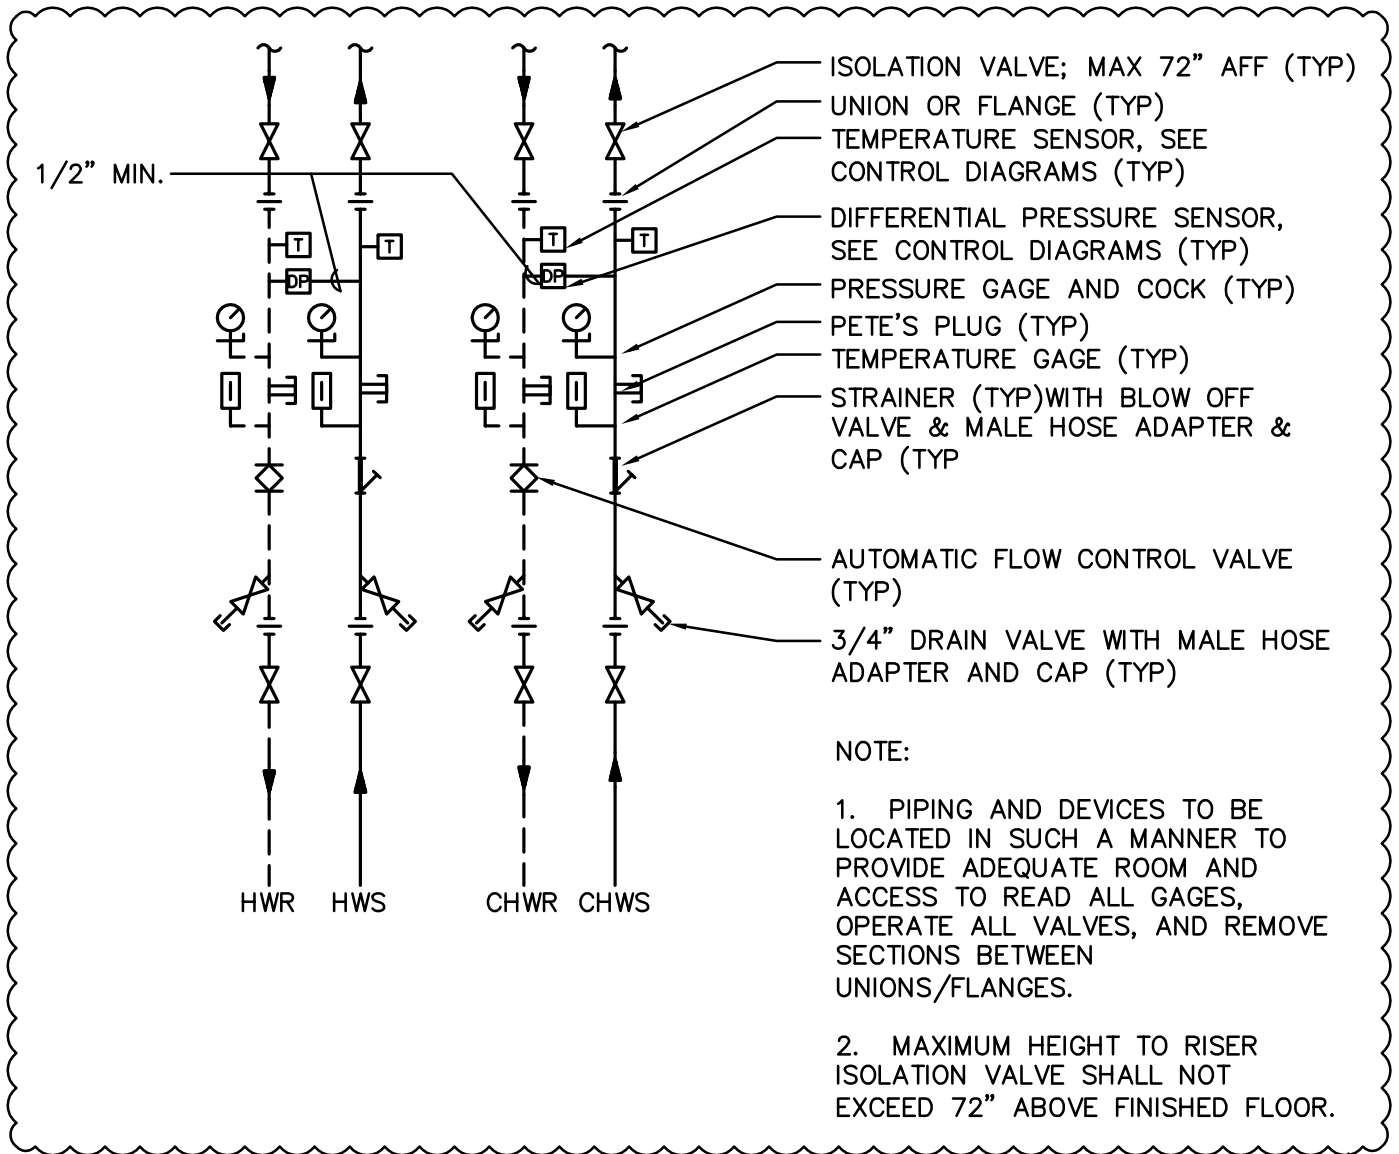 ISOLATION VALVE; MAX 72" AFF (TYP)
UNION OR FLANGE (TYP)
TEMPERATURE SENSOR, SEE
CONTROL DIAGRAMS (TYP)
1/2" MIN.
DIFFERENTIAL PRESSURE SENSOR,
SEE CONTROL DIAGRAMS (TYP)
T
T
T
T
DP
DP
PRESSURE GAGE AND COCK (TYP)
PETE'S PLUG (TYP)
TEMPERATURE GAGE (TYP)
STRAINER (TYP)WITH BLOW OFF
VALVE & MALE HOSE ADAPTER &
CAP (TYP
AUTOMATIC FLOW CONTROL VALVE
(TYP)
3/4" DRAIN VALVE WITH MALE HOSE
ADAPTER AND CAP (TYP)
NOTE:
1. PIPING AND DEVICES TO BE
LOCATED IN SUCH A MANNER TO
PROVIDE ADEQUATE ROOM AND
ACCESS TO READ ALL GAGES,
OPERATE ALL VALVES, AND REMOVE
SECTIONS BETWEEN
UNIONS/FLANGES.
2. MAXIMUM HEIGHT TO RISER
ISOLATION VALVE SHALL NOT
EXCEED 72" ABOVE FINISHED FLOOR.
HWR
HWS
CHWR
CHWS